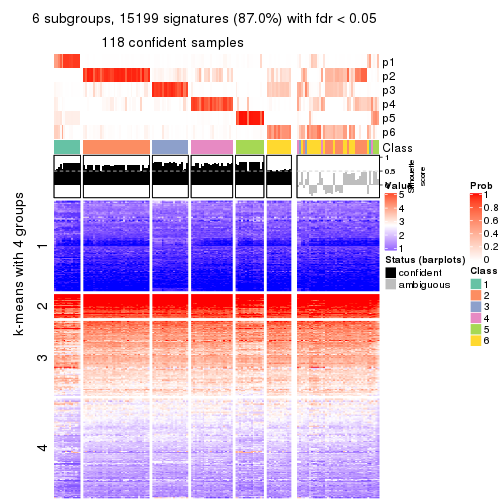 6 subgroups, 15199 signatures (87.0%) with fdr < 0.05
118 confident samples
p1
p2
p3
p4
p5
p6
Class
1
0.5
0
Silhouette
score
k-means with 4 groups
1
2
3
4
Value
5
4
3
2
1
Status (barplots)
confident
ambiguous
Prob
1
0.8
0.6
0.4
0.2
0
Class
1
2
3
4
5
6